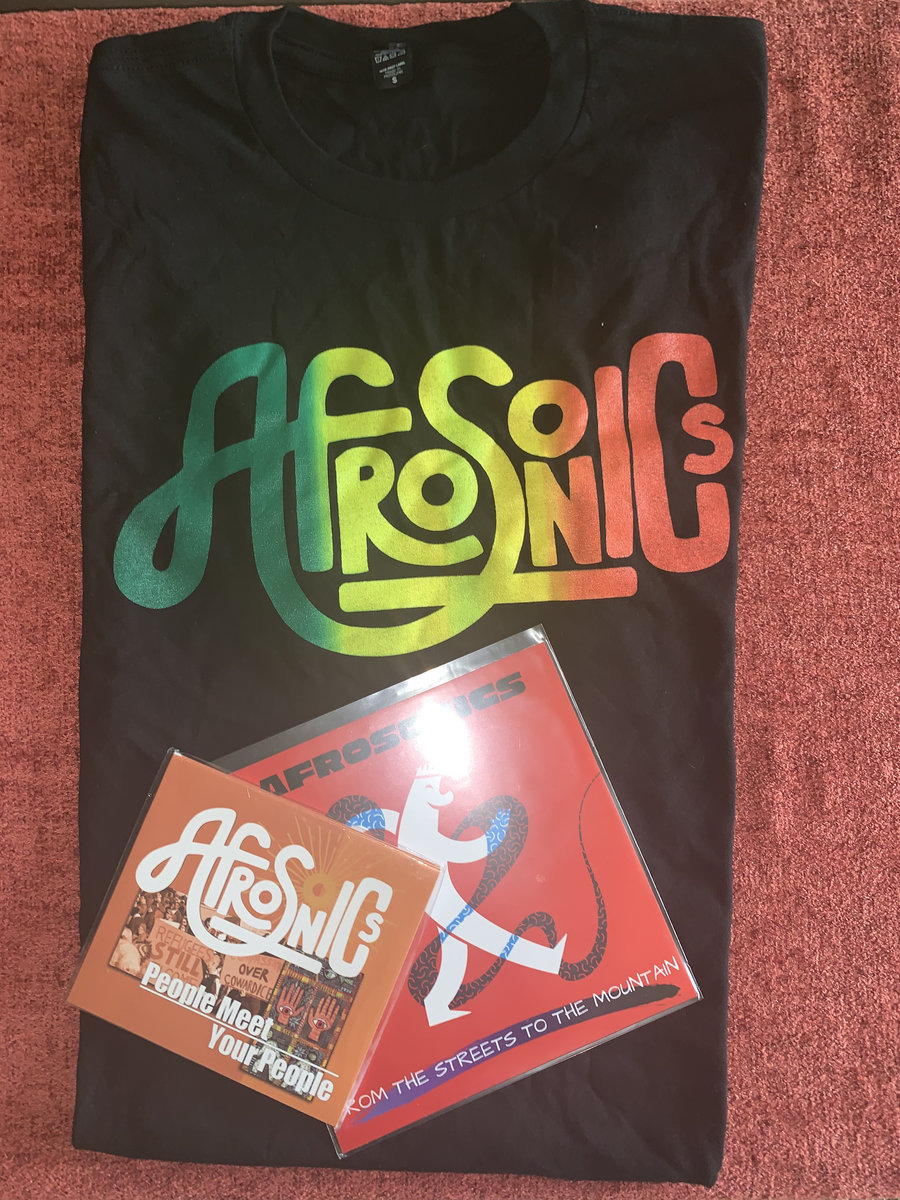 S
AFROSONICS
AFROSONICS
FROM THE STREETS TO THE MOUNTAIN
AFROSONICS
REFUGEES
STILL
OVER
COWARDICE
People Meet
Your People